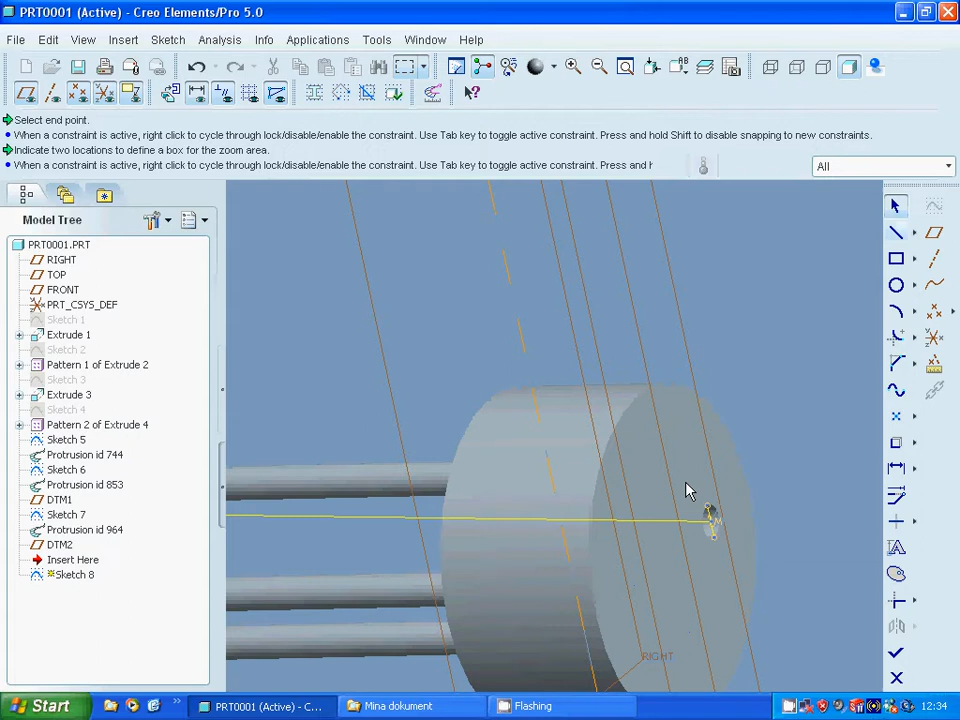 PRT0001 (Active) - Creo Elements/Pro 5.0
File Edit View Insert Sketch Analysis Info Applications Tools Window Help
Select end point.
When a constraint is active, right click to cycle through lock/disable/enable the constraint. Use Tab key to toggle active constraint. Press and hold Shift to disable snapping to new constraints.
Indicate two locations to define a box for the zoom area.
When a constraint is active, right click to cycle through lock/disable/enable the constraint. Use Tab key to toggle active constraint. Press and h
All
Model Tree
PRT0001.PRT
RIGHT
TOP
FRONT
PRT_CSYS_DEF
Sketch 1
Extrude 1
Sketch 2
Pattern 1 of Extrude 2
Sketch 3
Extrude 3
Sketch 4
Pattern 2 of Extrude 4
Sketch 5
Protrusion id 744
Sketch 6
Protrusion id 853
DTM1
Sketch 7
Protrusion id 964
DTM2
Insert Here
Sketch 8
M
RIGHT
Start
PRT0001 (Active) - C...
Mina dokument
Flashing
12:34